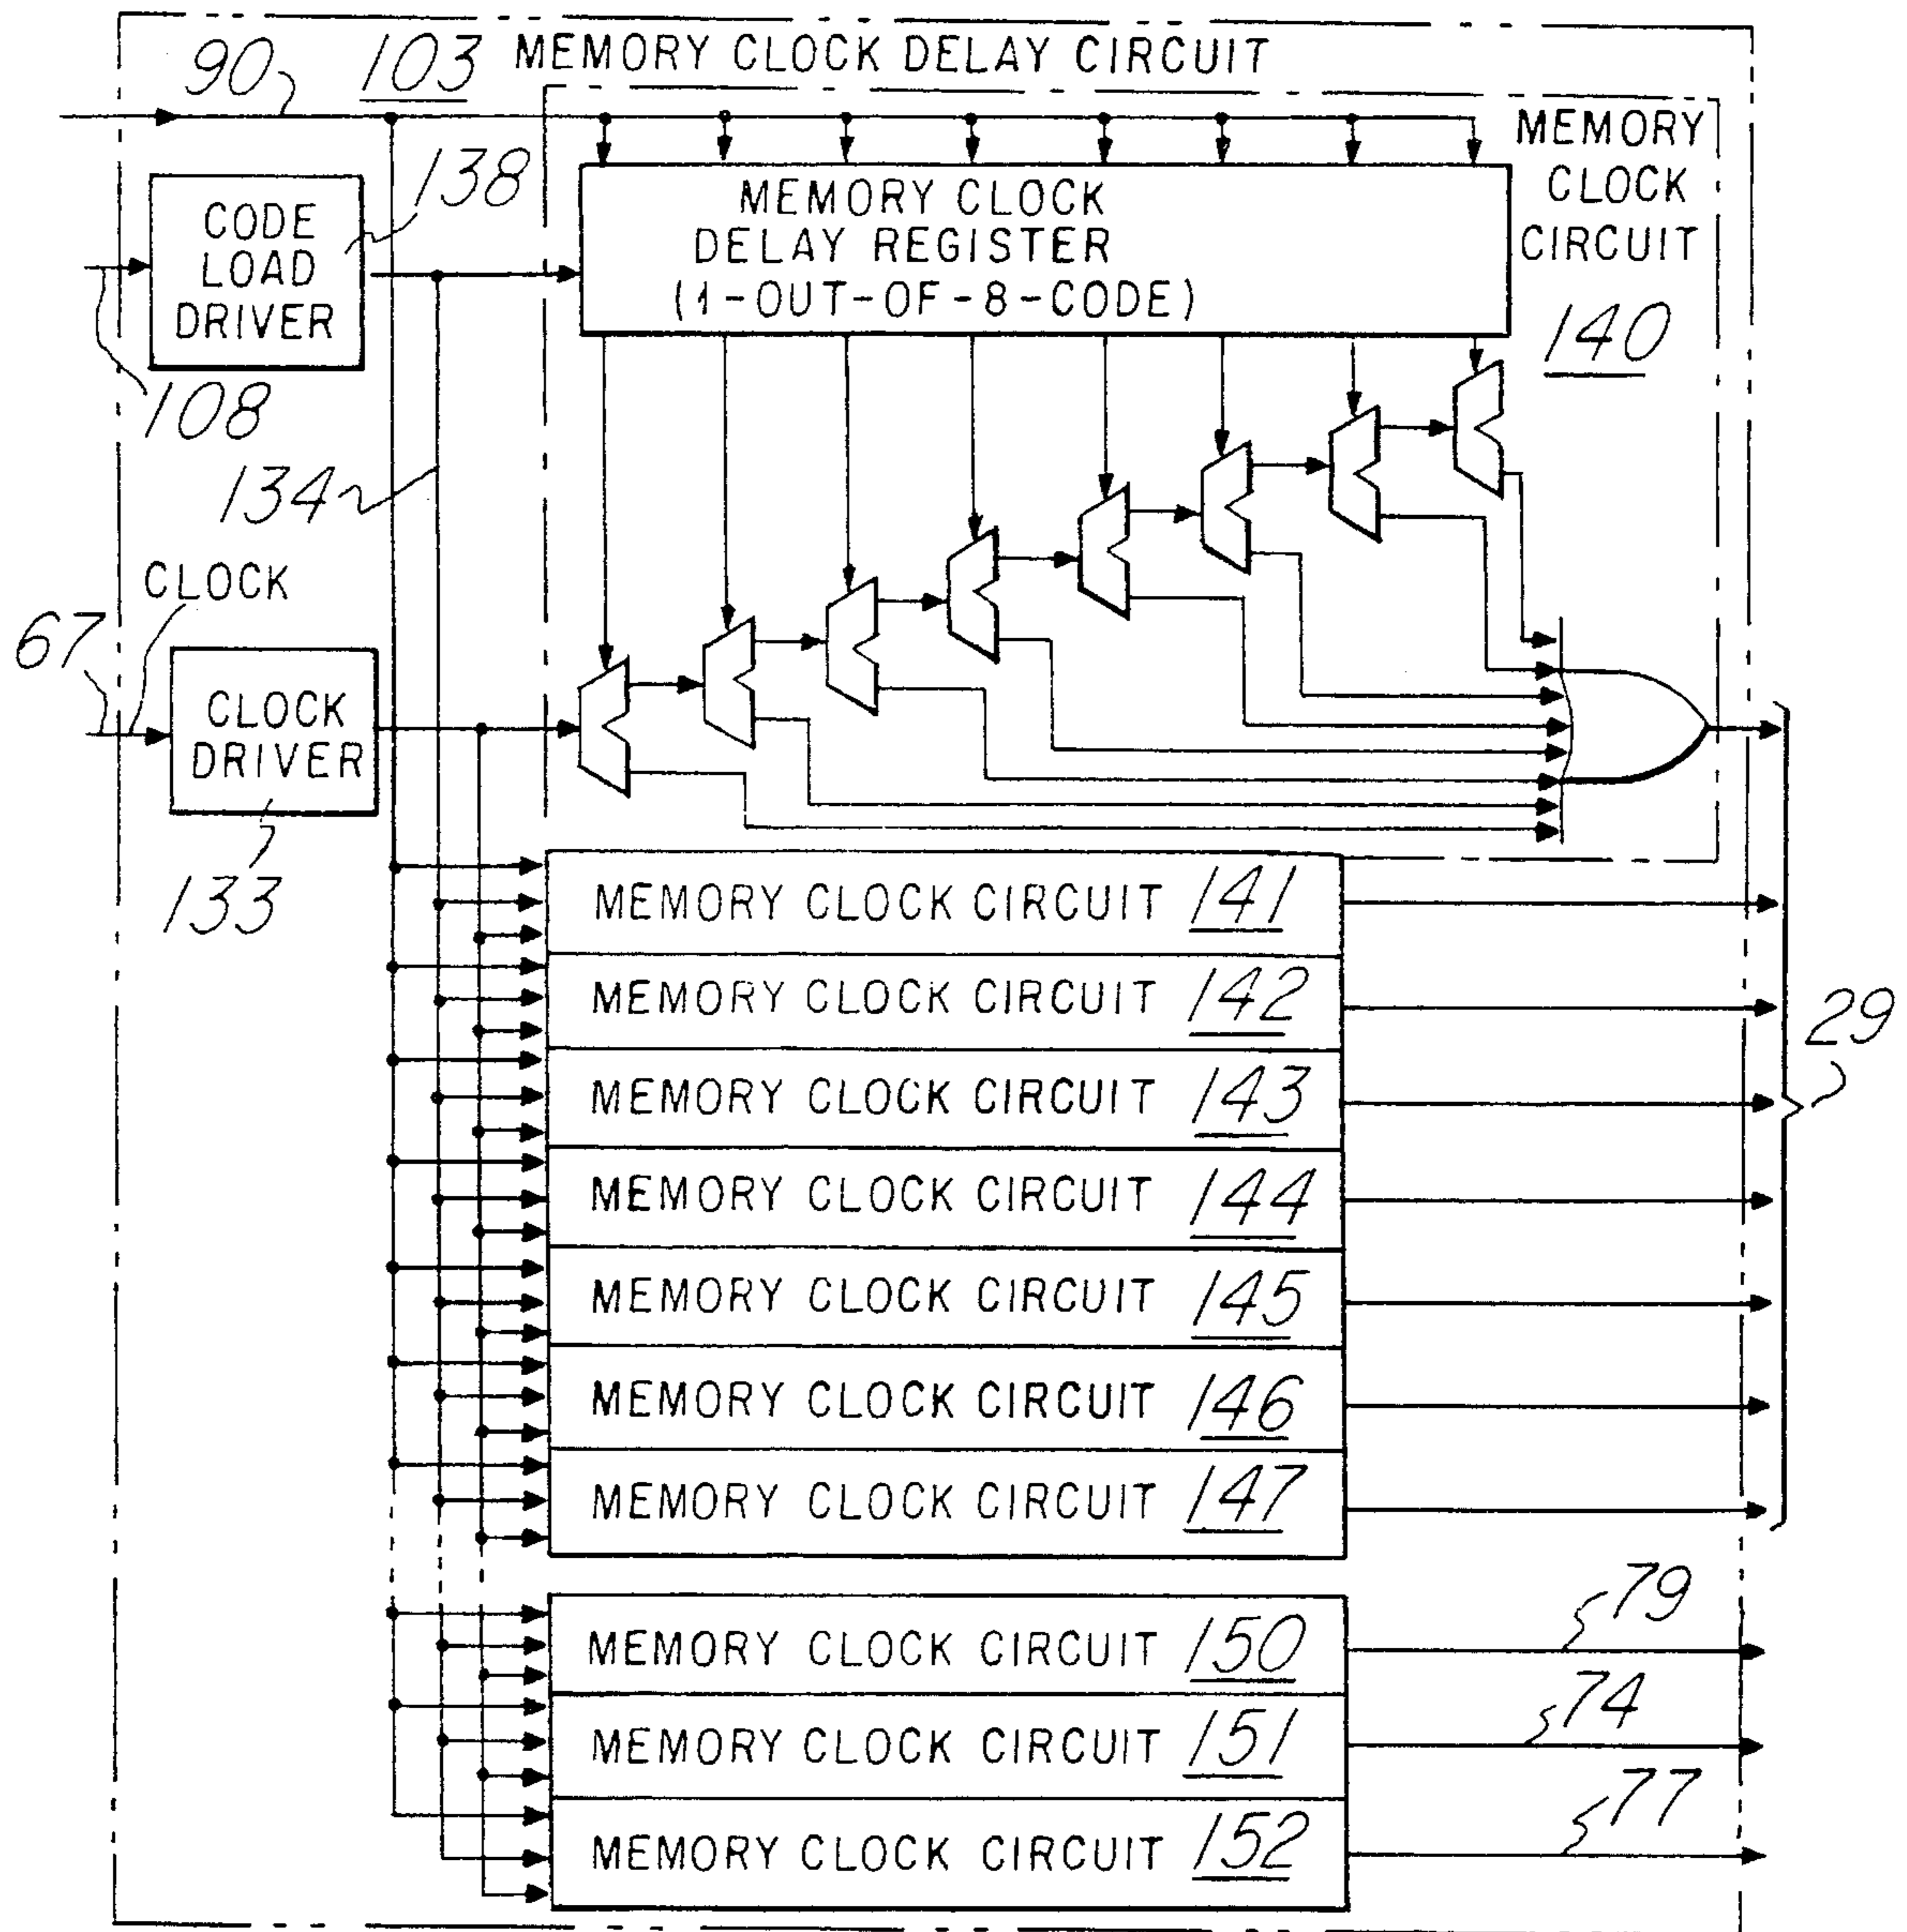 90
103 MEMORY CLOCK DELAY CIRCUIT
MEMORY
CLOCK
CIRCUIT
140
138
CODE
LOAD
DRIVER
108
MEMORY CLOCK
DELAY REGISTER
(1-OUT-OF-8-CODE)
134
CLOCK
67
CLOCK
DRIVER
133
MEMORY CLOCK CIRCUIT 141
MEMORY CLOCK CIRCUIT 142
29
MEMORY CLOCK CIRCUIT 143
MEMORY CLOCK CIRCUIT 144
MEMORY CLOCK CIRCUIT 145
MEMORY CLOCK CIRCUIT 146
MEMORY CLOCK CIRCUIT 147
79
MEMORY CLOCK CIRCUIT 150
74
MEMORY CLOCK CIRCUIT 151
77
MEMORY CLOCK CIRCUIT 152